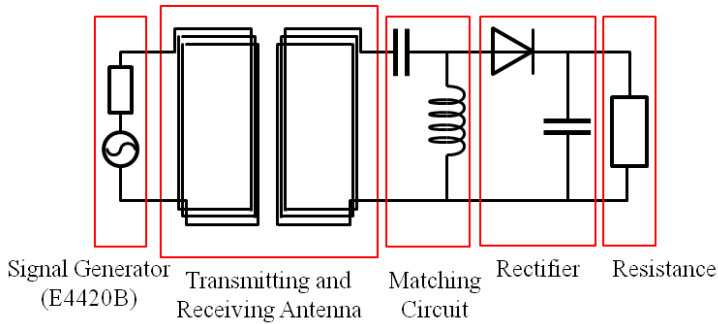 Signal Generator
(E4420B)
Transmitting and
Receiving Antenna
Matching
Circuit
Rectifier
Resistance